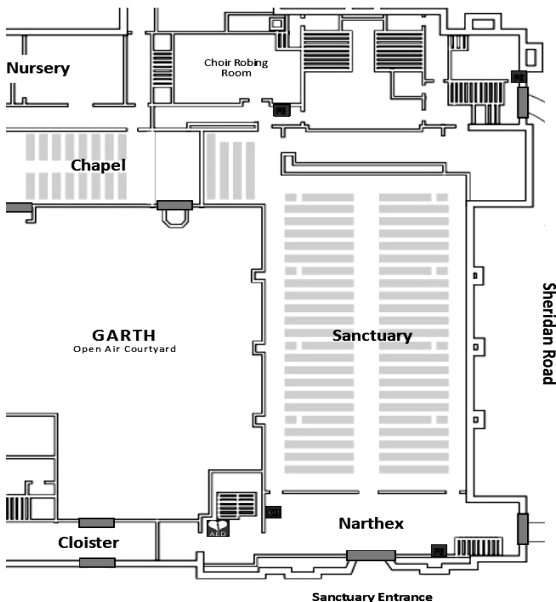 Nursery
Choir Robing
Room
Chapel
GARTH
Open Air Courtyard
Sanctuary
Sheridan Road
Narthex
AED
Cloister
Sanctuary Entrance